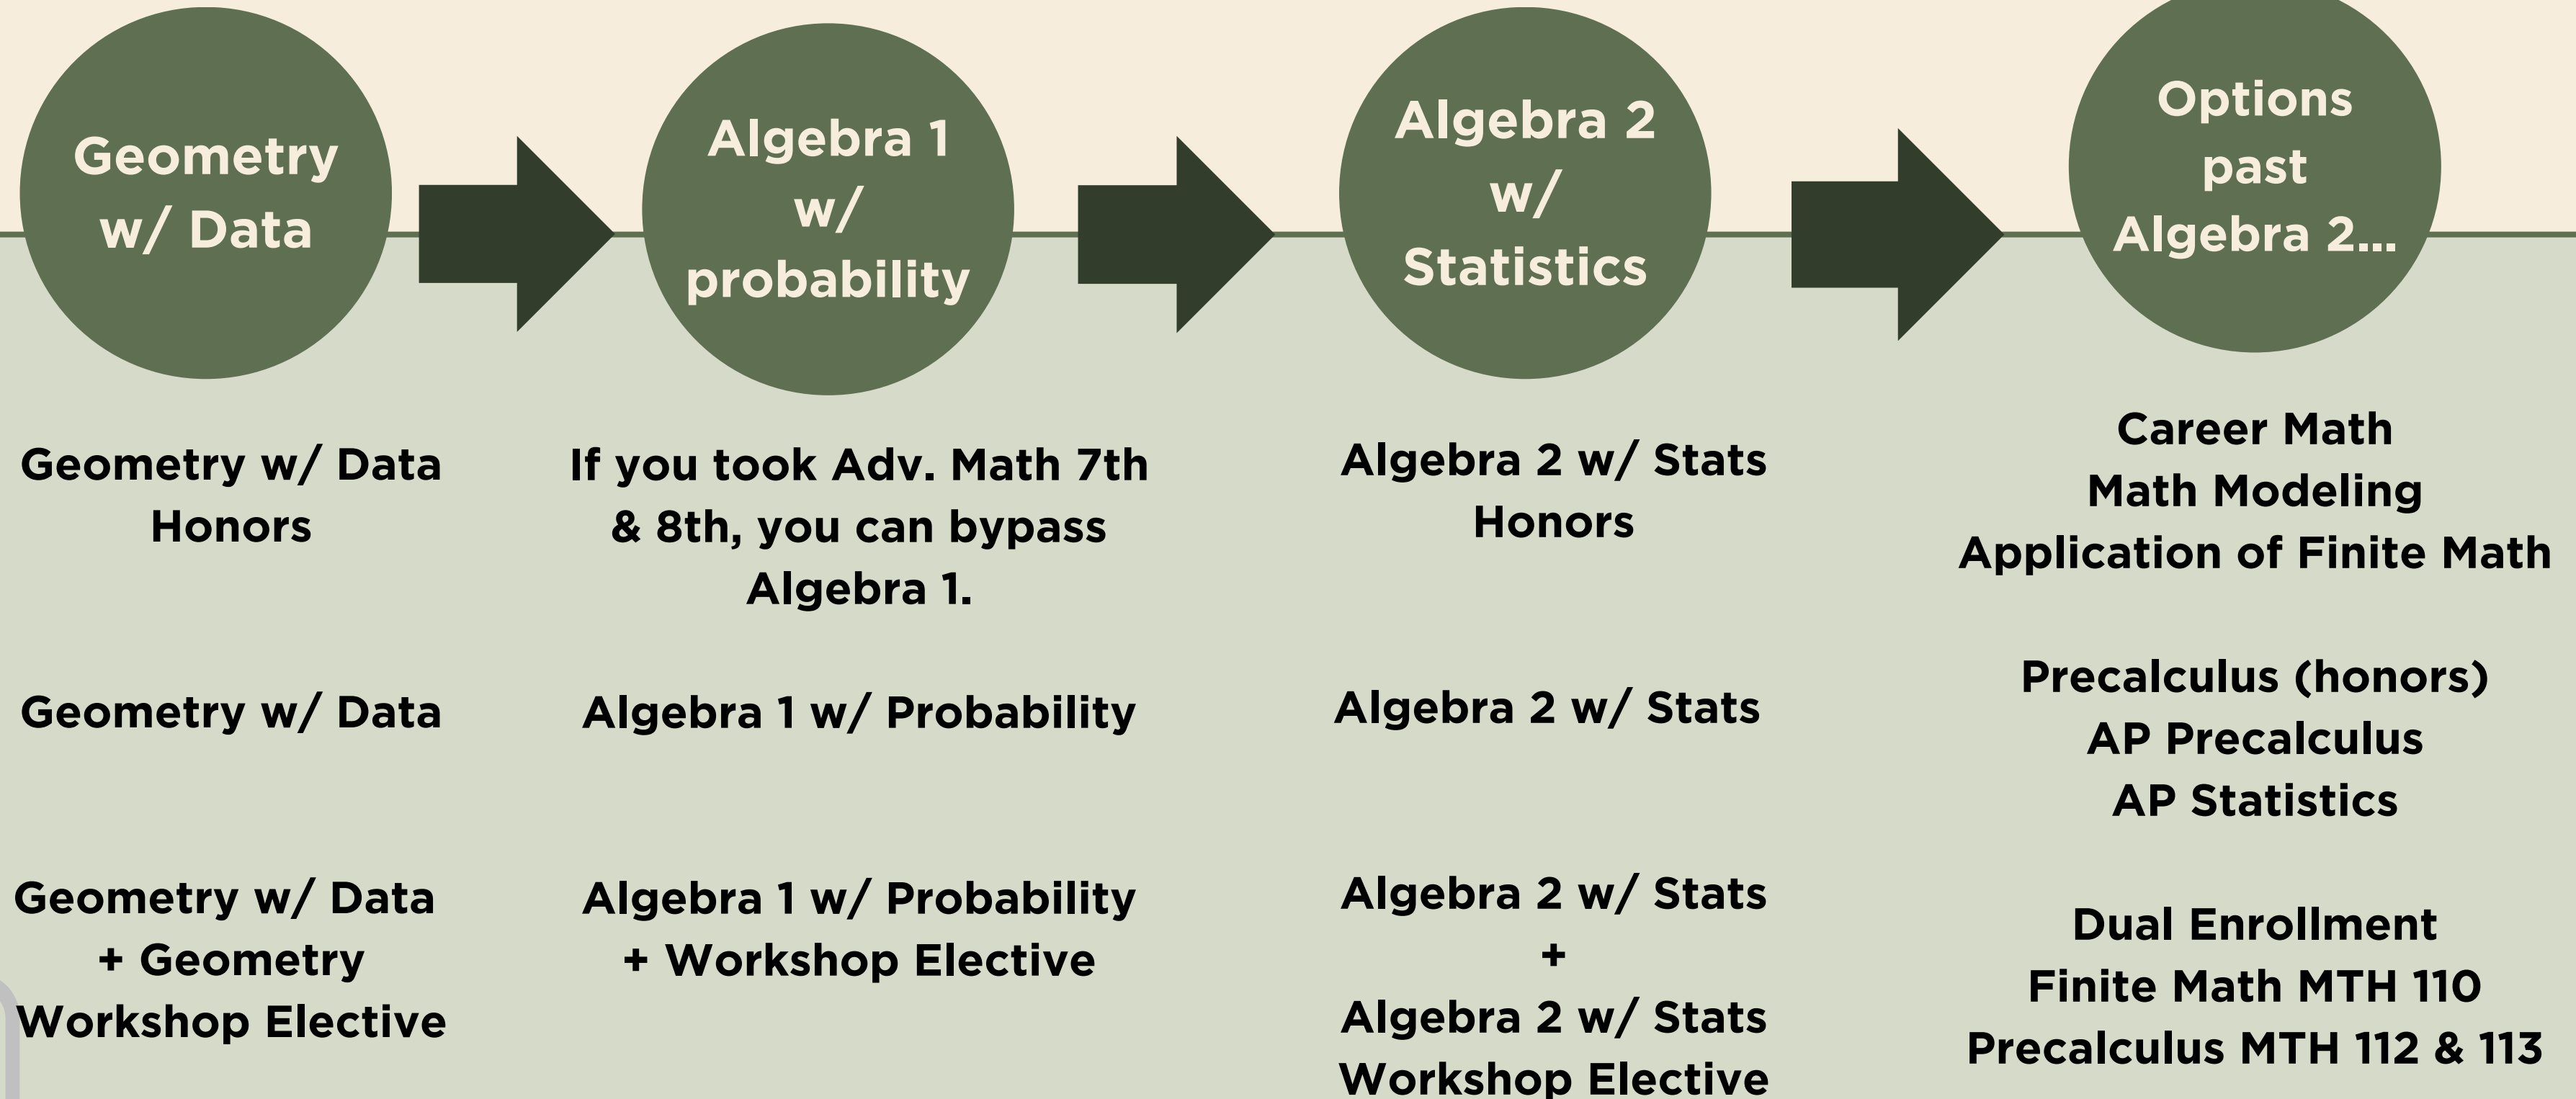 Geometry
w/ Data
Algebra 1
w/
probability
Algebra 2
w/
Statistics
Options
past
Algebra 2...
Geometry w/ Data
Honors
If you took Adv. Math 7th
& 8th, you can bypass
Algebra 1.
Algebra 2 w/ Stats
Honors
Career Math
Math Modeling
Application of Finite Math
Geometry w/ Data
Algebra 1 w/ Probability
Algebra 2 w/ Stats
Precalculus (honors)
AP Precalculus
AP Statistics
Geometry w/ Data
+ Geometry
Workshop Elective
Algebra 1 w/ Probability
+ Workshop Elective
Algebra 2 w/ Stats
+
Algebra 2 w/ Stats
Workshop Elective
Dual Enrollment
Finite Math MTH 110
Precalculus MTH 112 & 113